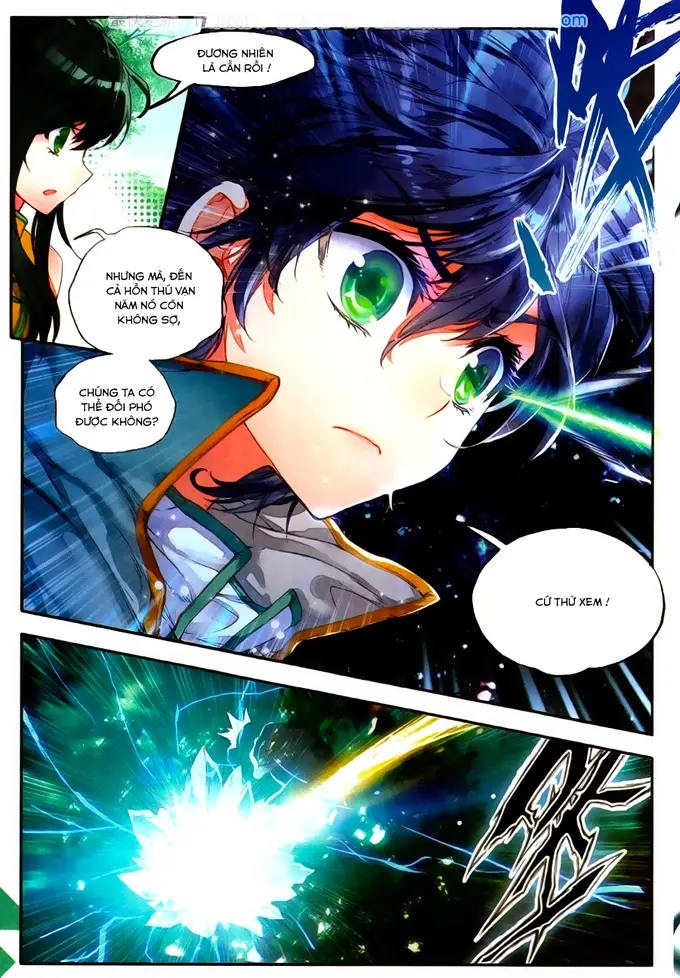 ĐƯƠNG NHIÊN
LÀ CẦN RỒI !
NHƯNG MÀ, ĐẾN
CẢ HỒN THÚ VẠN
NĂM NÓ CÒN
KHÔNG SỢ,
CHÚNG TA CÓ
THỂ ĐỐI PHÓ
ĐƯỢC KHÔNG?
CỨ THỬ XEM !